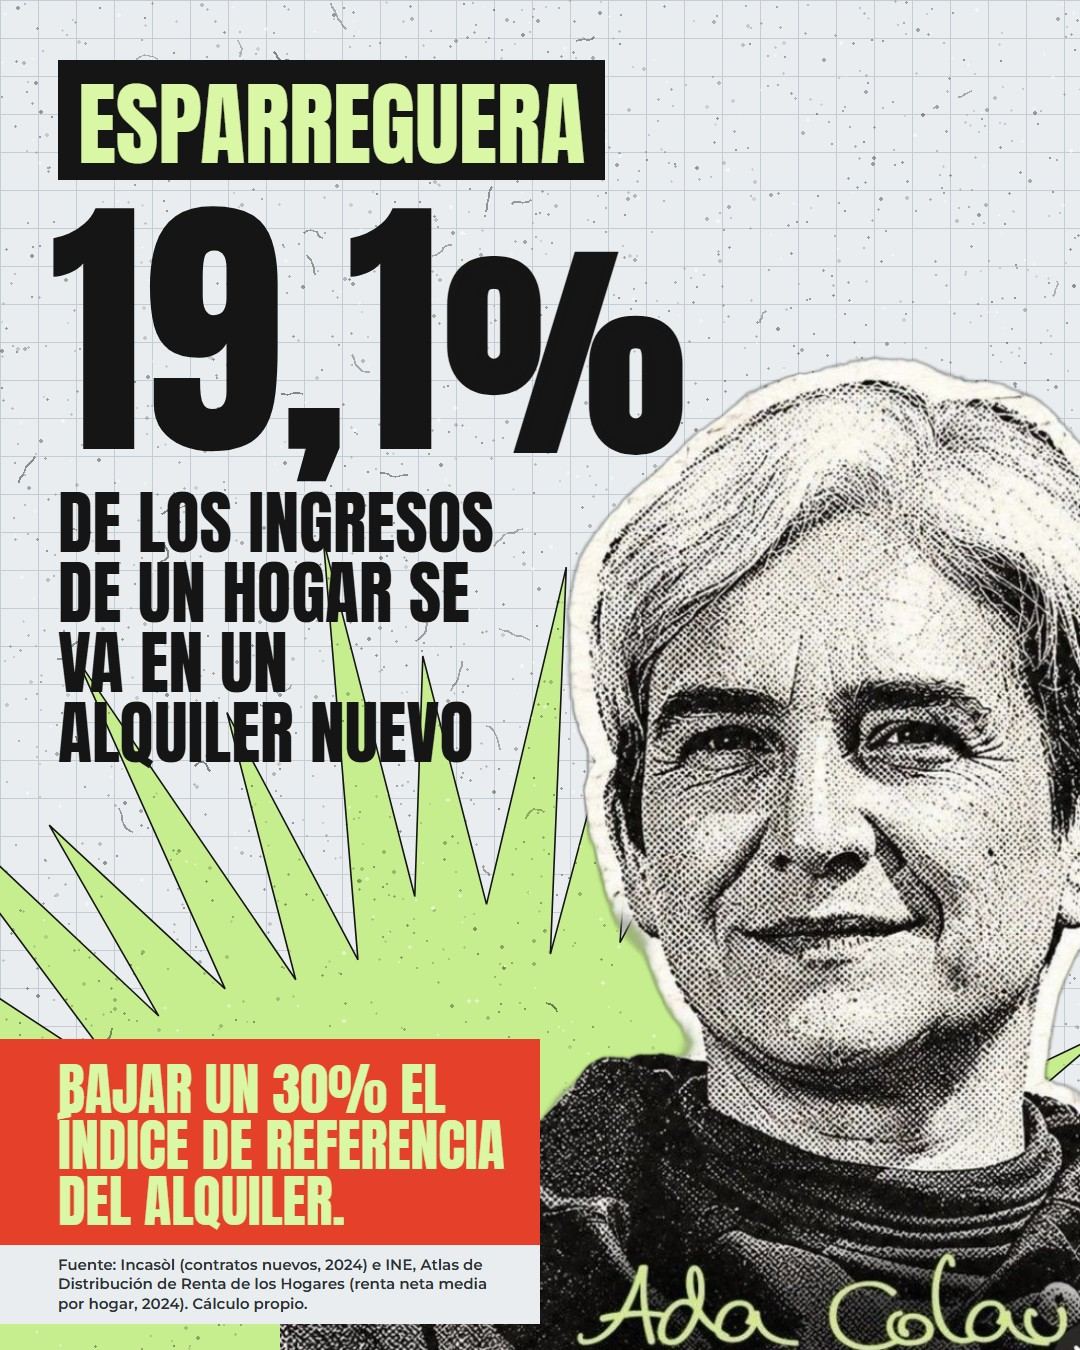 ESPARREGUERA
19,1%
DE LOS INGRESOS
DE UN HOGAR SE
VA EN UN
ALQUILER NUEVO
BAJAR UN 30% EL
ÍNDICE DE REFERENCIA
DEL ALQUILER.
Fuente: Incasòl (contratos nuevos, 2024) e INE, Atlas de
Distribución de Renta de los Hogares (renta neta media
por hogar, 2024). Cálculo propio.
Ada Colau